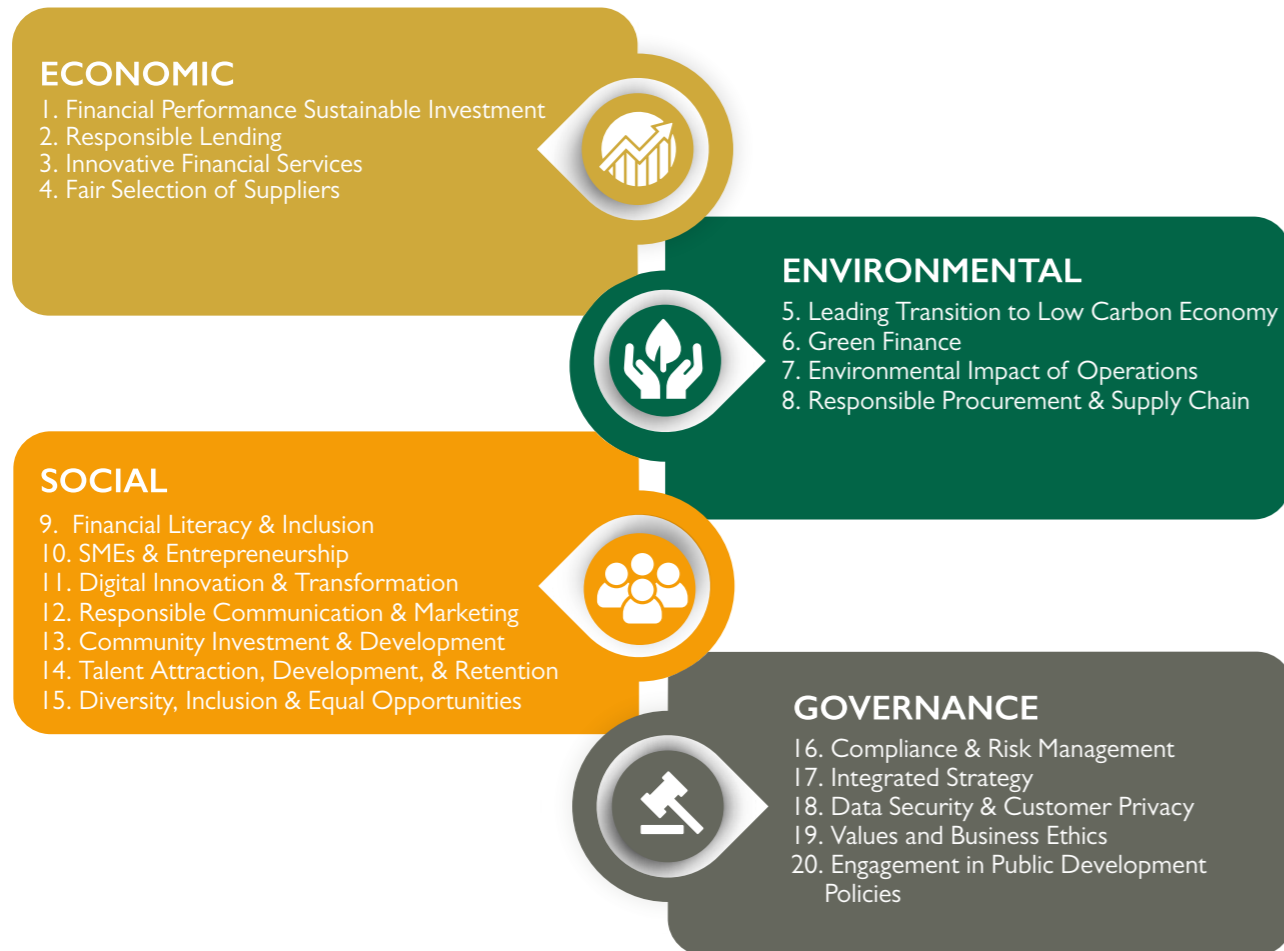 ECONOMIC
1. Financial Performance Sustainable Investment
2. Responsible Lending
3. Innovative Financial Services
4. Fair Selection of Suppliers
ENVIRONMENTAL
5. Leading Transition to Low Carbon Economy
6. Green Finance
7. Environmental Impact of Operations
8. Responsible Procurement & Supply Chain
SOCIAL
9. Financial Literacy & Inclusion
10. SMEs & Entrepreneurship
11. Digital Innovation & Transformation
12. Responsible Communication & Marketing
13. Community Investment & Development
14. Talent Attraction, Development, & Retention
15. Diversity, Inclusion & Equal Opportunities
GOVERNANCE
16. Compliance & Risk Management
17. Integrated Strategy
18. Data Security & Customer Privacy
19. Values and Business Ethics
20. Engagement in Public Development
Policies